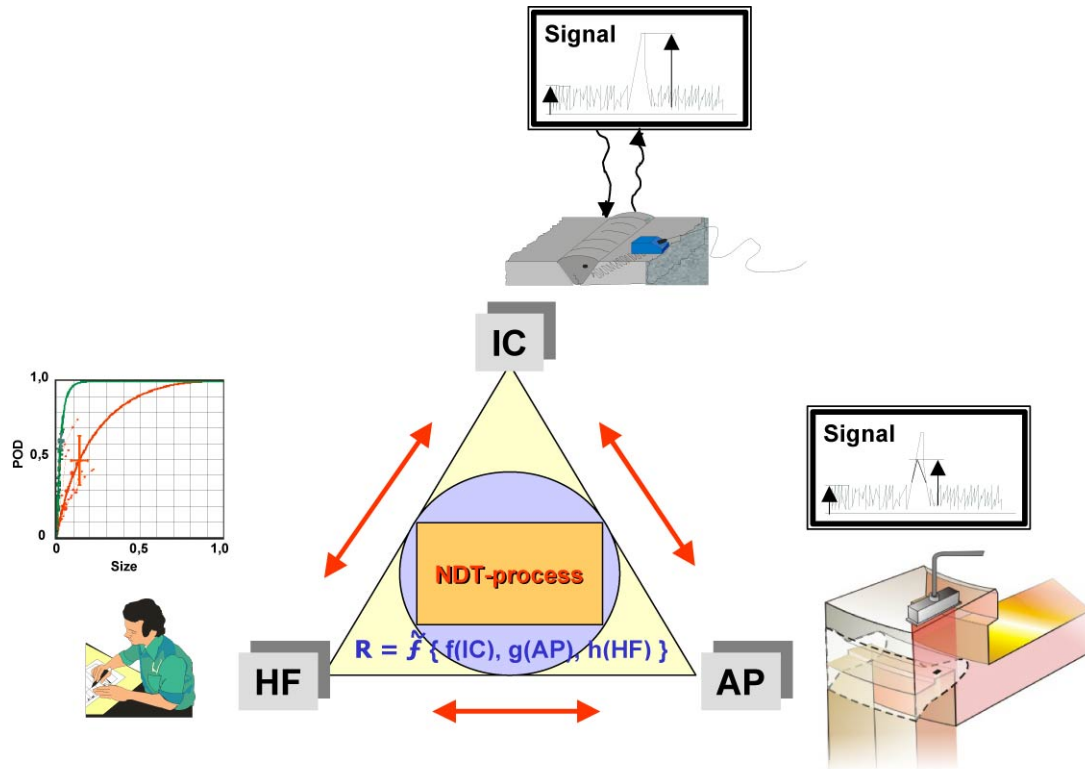 Signal
IC
1,0
POD
0,5
0
0
0,5
1,0
Size
Signal
NDT-process
R = f̃ { f(IC), g(AP), h(HF) }
HF
AP